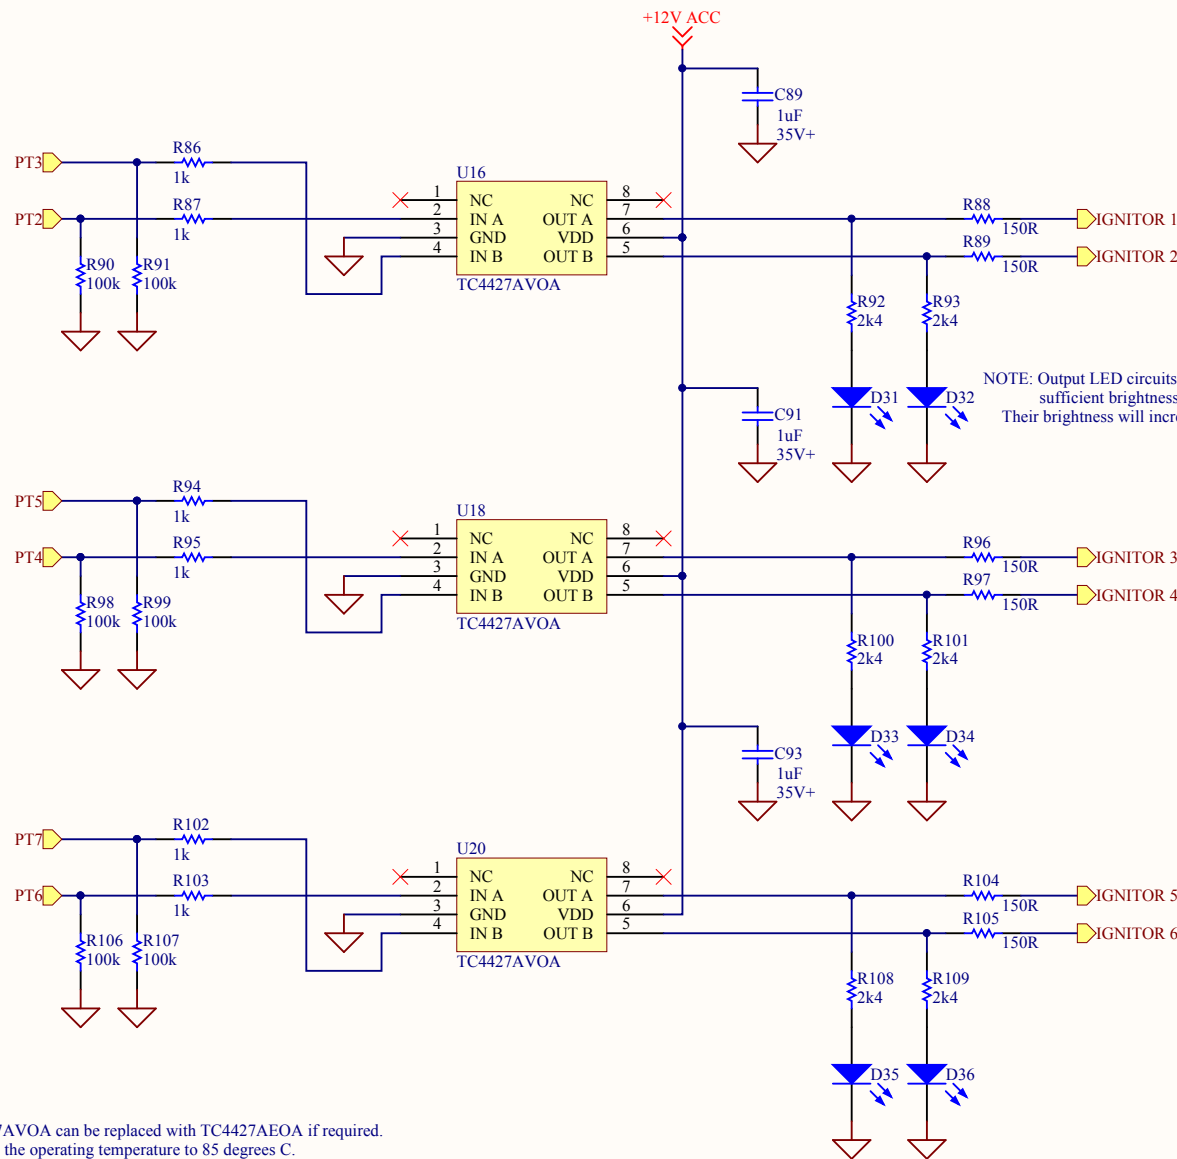 +12V ACC
C89
1uF
35V+
PT3
R86
1k
PT2
R87
1k
R90
100k
R91
100k
U16
1 NC NC 8
2 IN A OUT A 7
3 GND VDD 6
4 IN B OUT B 5
TC4427AVOA
R88
150R
IGNITOR 1
R89
150R
IGNITOR 2
R92
2k4
R93
2k4
D31
D32
NOTE: Output LED circuits
sufficient brightness
Their brightness will incre
C91
1uF
35V+
PT5
R94
1k
PT4
R95
1k
R98
100k
R99
100k
U18
1 NC NC 8
2 IN A OUT A 7
3 GND VDD 6
4 IN B OUT B 5
TC4427AVOA
R96
150R
IGNITOR 3
R97
150R
IGNITOR 4
R100
2k4
R101
2k4
D33
D34
C93
1uF
35V+
PT7
R102
1k
PT6
R103
1k
R106
100k
R107
100k
U20
1 NC NC 8
2 IN A OUT A 7
3 GND VDD 6
4 IN B OUT B 5
TC4427AVOA
R104
150R
IGNITOR 5
R105
150R
IGNITOR 6
R108
2k4
R109
2k4
D35
D36
7AVOA can be replaced with TC4427AEOA if required.
the operating temperature to 85 degrees C.